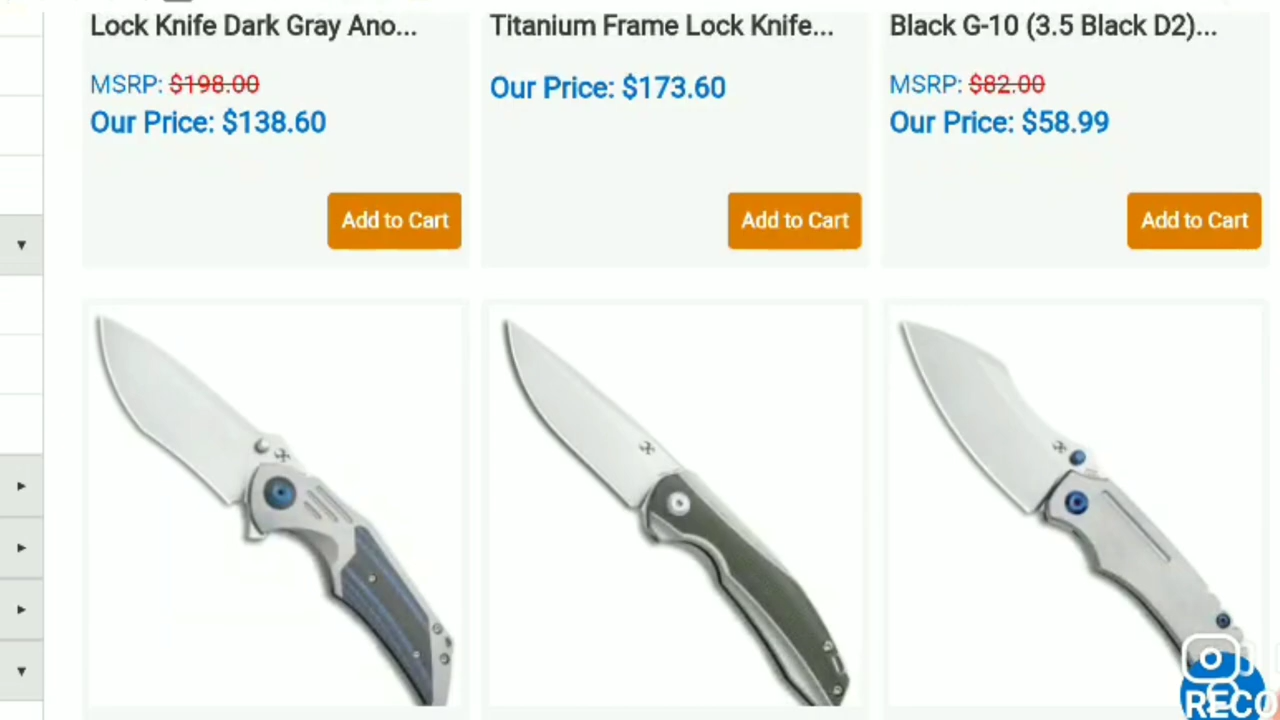 Lock Knife Dark Gray Ano...
MSRP: $198.00
Our Price: $138.60
Add to Cart
Titanium Frame Lock Knife...
Our Price: $173.60
Add to Cart
Black G-10 (3.5 Black D2)...
MSRP: $82.00
Our Price: $58.99
Add to Cart
RECO